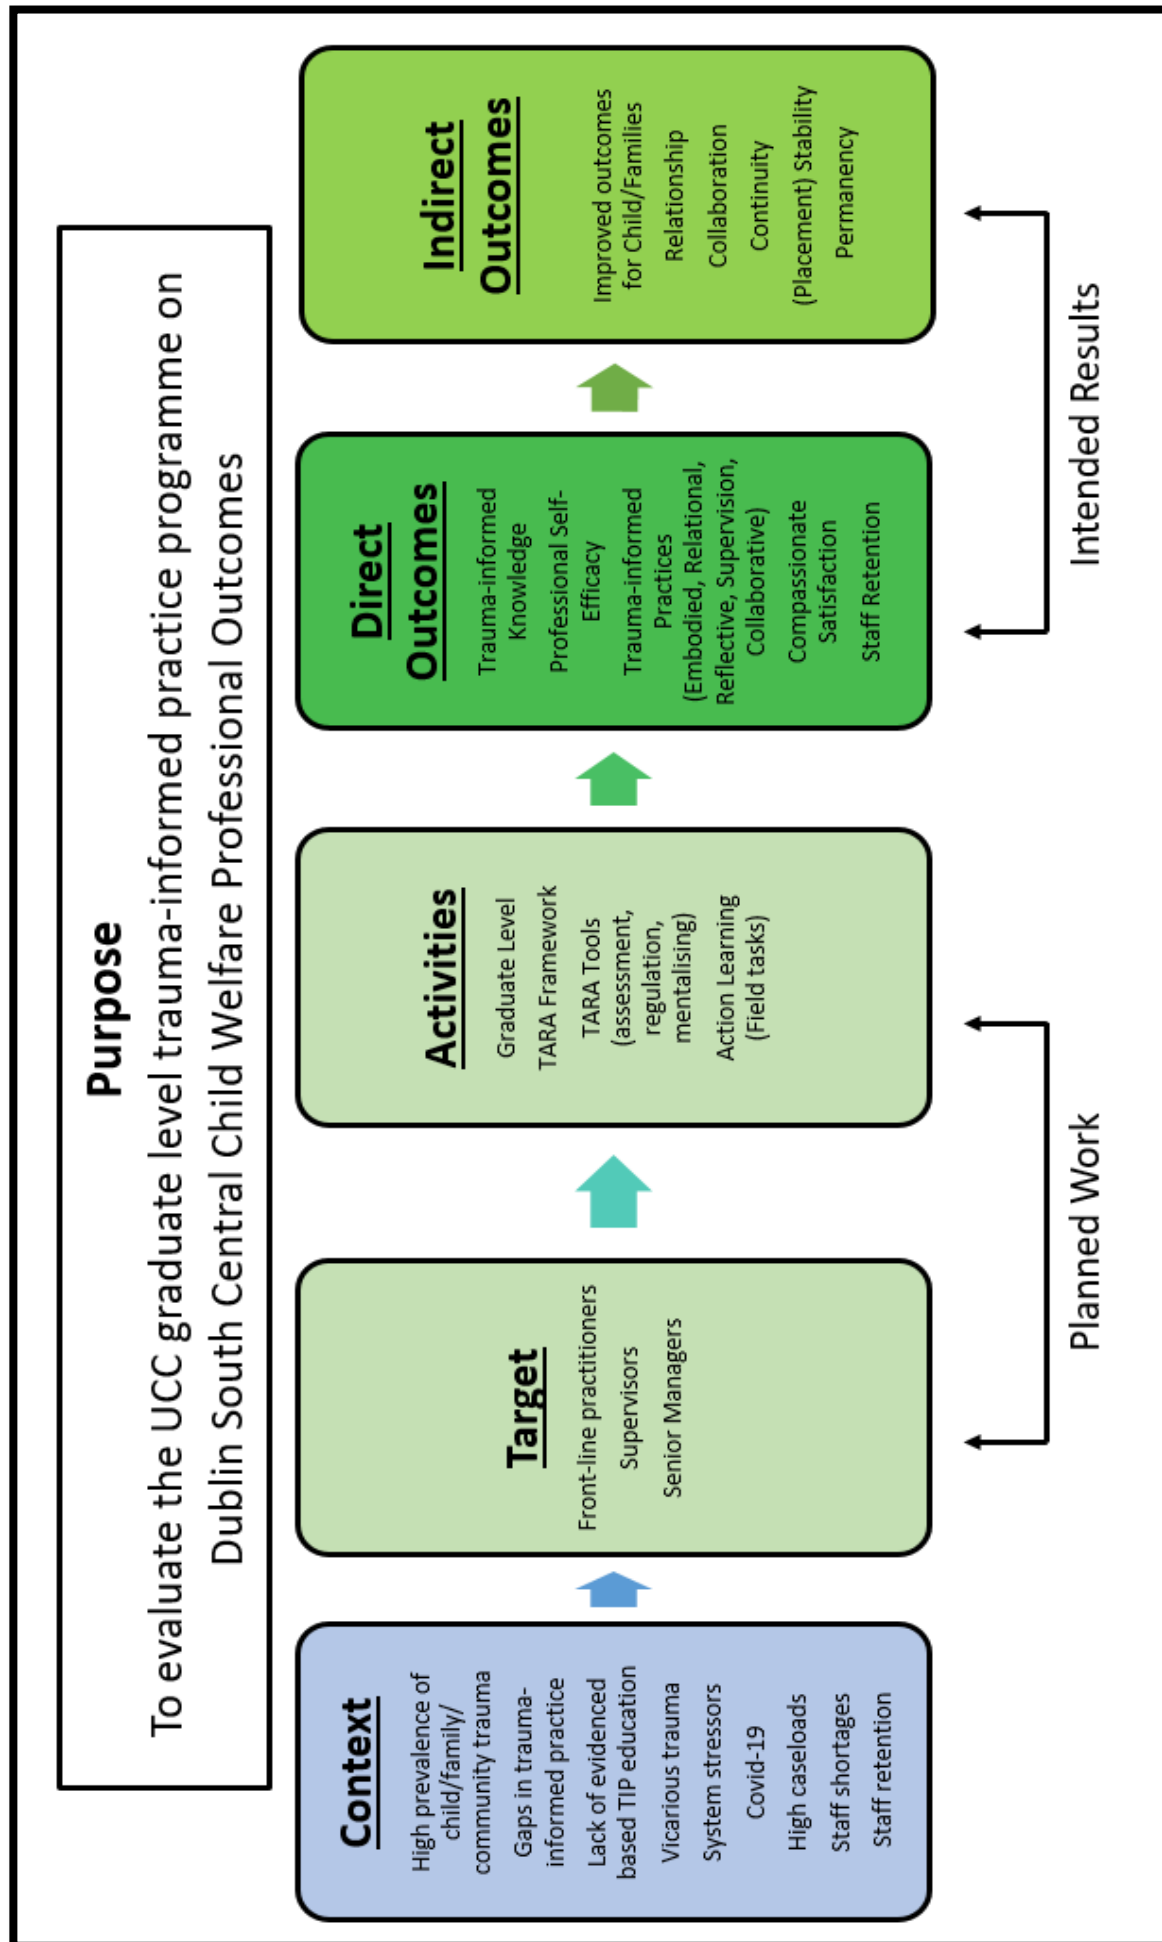 Purpose
To evaluate the UCC graduate level trauma-informed practice programme on
Dublin South Central Child Welfare Professional Outcomes
Context
High prevalence of
child/family/
community trauma
Gaps in trauma-
informed practice
Lack of evidenced
based TIP education
Vicarious trauma
System stressors
Covid-19
High caseloads
Staff shortages
Staff retention
Target
Front-line practitioners
Supervisors
Senior Managers
Activities
Graduate Level
TARA Framework
TARA Tools
(assessment,
regulation,
mentalising)
Action Learning
(Field tasks)
Direct
Outcomes
Trauma-informed
Knowledge
Professional Self-
Efficacy
Trauma-informed
Practices
(Embodied, Relational,
Reflective, Supervision,
Collaborative)
Compassionate
Satisfaction
Staff Retention
Indirect
Outcomes
Improved outcomes
for Child/Families
Relationship
Collaboration
Continuity
(Placement) Stability
Permanency
Planned Work
Intended Results